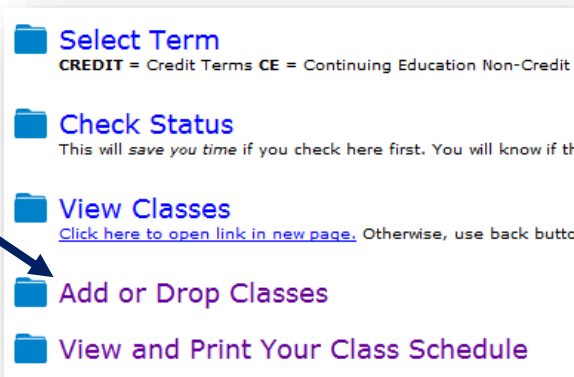 Select Term
CREDIT = Credit Terms CE = Continuing Education Non-Credit
Check Status
This will save you time if you check here first. You will know if
View Classes
Click here to open link in new page. Otherwise, use back
Add or Drop Classes
View and Print Your Class Schedule